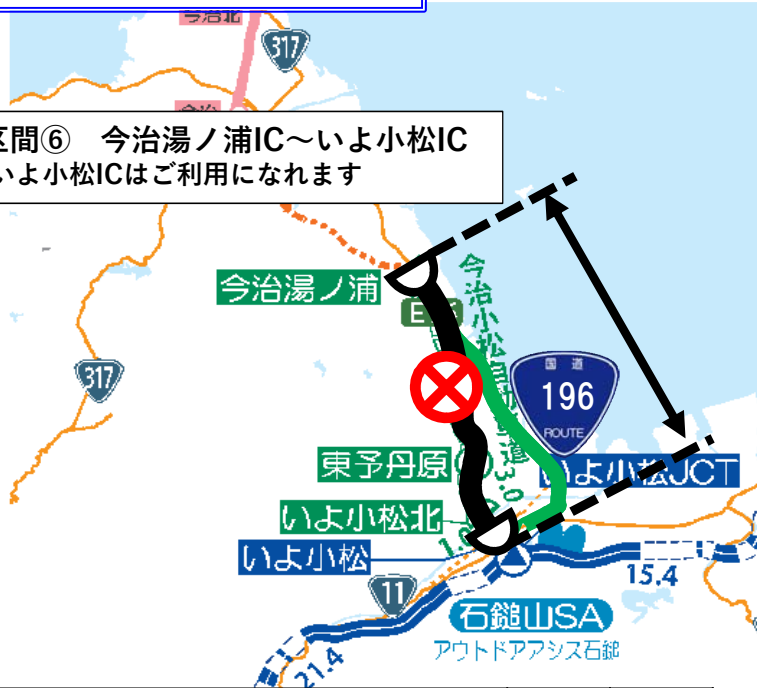 今治北
317
区間⑥ 今治湯ノ浦IC～いよ小松IC
いよ小松ICはご利用になれます
今治湯ノ浦
今治小松自動車道
317
国道
196
ROUTE
東予丹原
3.0
いよ小松JCT
いよ小松北
いよ小松
11
15.4
石鎚山SA
アウトドアアシス石鎚
21.4